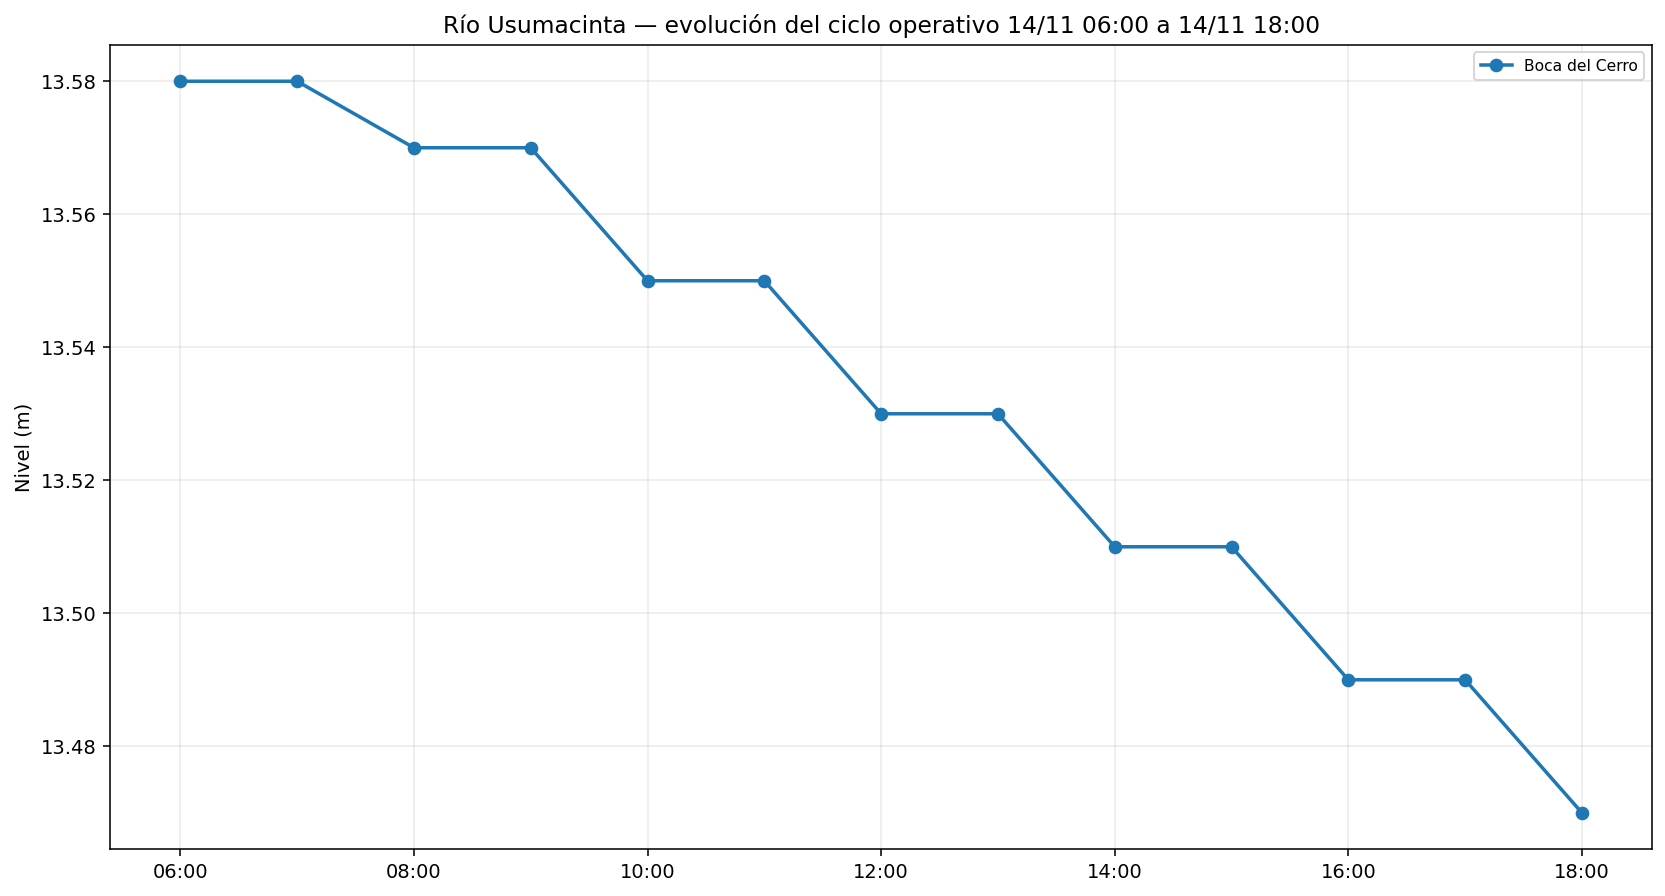 Río Usumacinta — evolución del ciclo operativo 14/11 06:00 a 14/11 18:00
Boca del Cerro
Nivel (m)
13.58
13.56
13.54
13.52
13.50
13.48
06:00 08:00 10:00 12:00 14:00 16:00 18:00